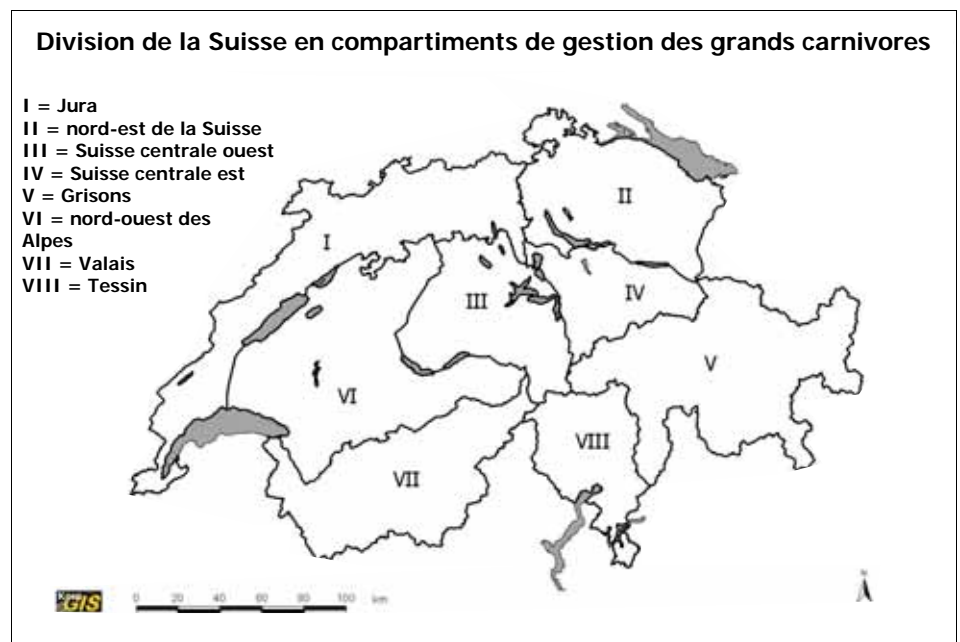 Division de la Suisse en compartiments de gestion des grands carnivores
I = Jura
II = nord-est de la Suisse
III = Suisse centrale ouest
IV = Suisse centrale est
V = Grisons
VI = nord-ouest des
Alpes
VII = Valais
VIII = Tessin
II
I
III
IV
V
VI
VIII
VII
GIS
0 20 40 60 80 100 km
N